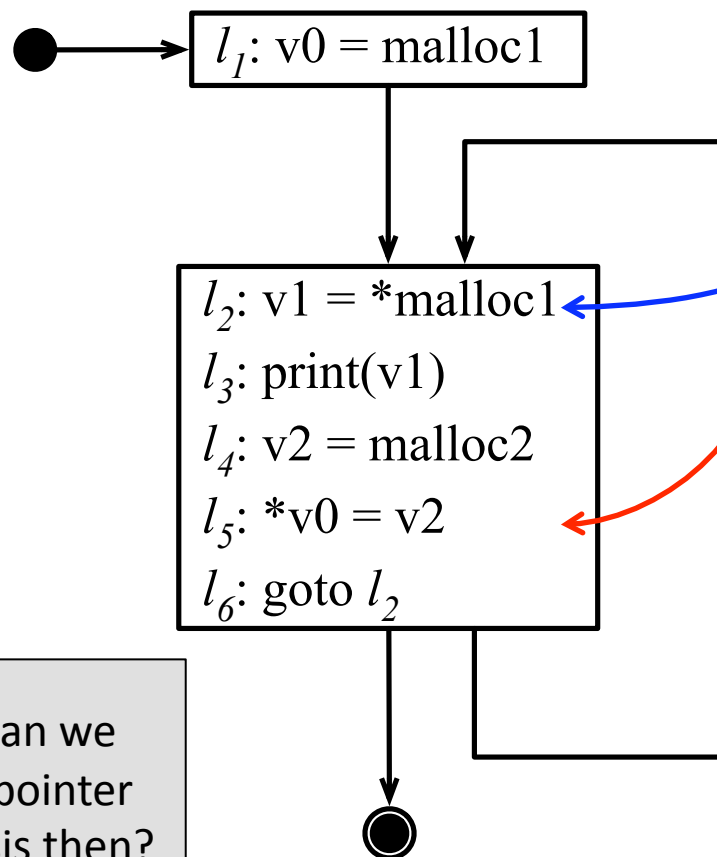 l₁: v0 = malloc1
l₂: v1 = *malloc1
l₃: print(v1)
l₄: v2 = malloc2
l₅: *v0 = v2
l₆: goto l₂
an we
pointer
is then?